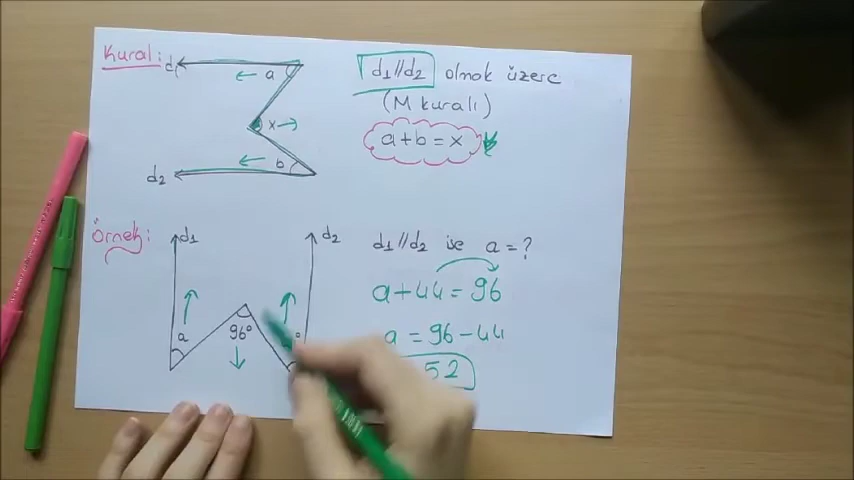 Kural:
d1
a
x
b
d2
d1//d2 olmak üzere
(M kuralı)
a+b=x
Örnek:
d1
d2
a
96°
d1//d2 ise a=?
a+44=96
a=96-44
52